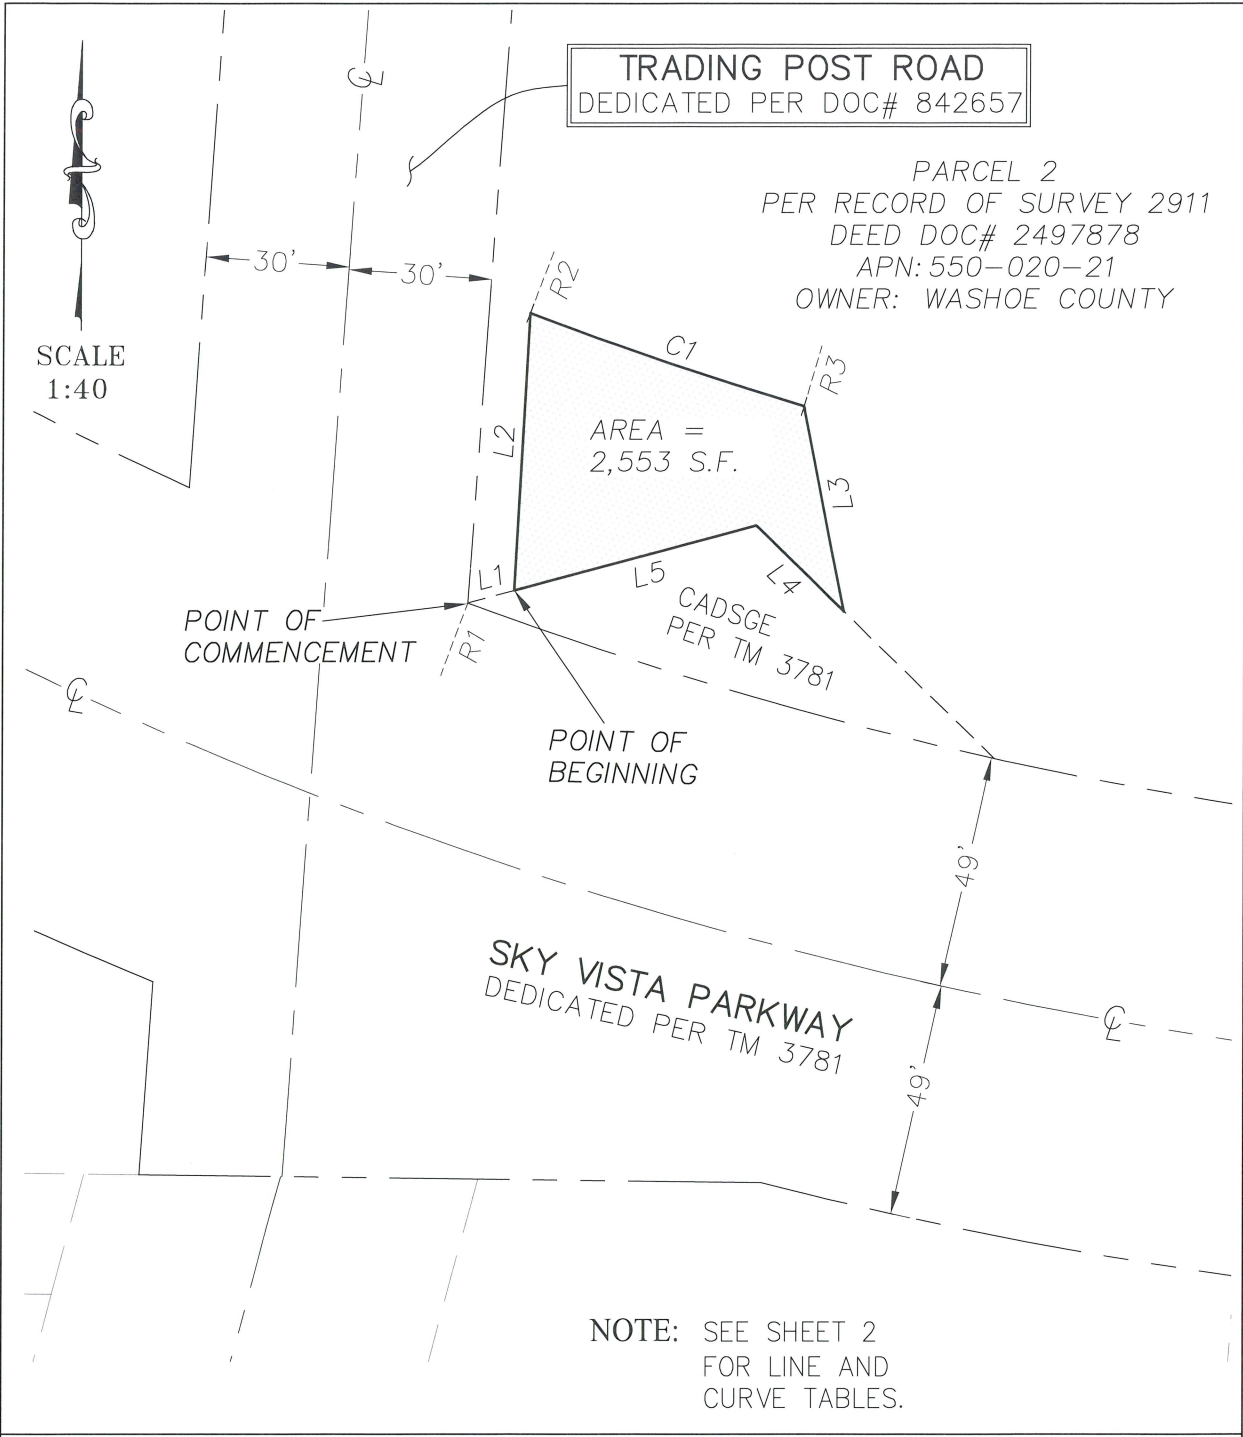 TRADING POST ROAD
DEDICATED PER DOC# 842657
PARCEL 2
PER RECORD OF SURVEY 2911
DEED DOC# 2497878
APN: 550-020-21
OWNER: WASHOE COUNTY
℄
30'
30'
SCALE
1:40
R2
C1
R3
L2
AREA =
2,553 S.F.
L3
L1
L5
L4
CADSGE
PER TM 3781
POINT OF
COMMENCEMENT
R1
℄
POINT OF
BEGINNING
49'
SKY VISTA PARKWAY
DEDICATED PER TM 3781
℄
49'
NOTE: SEE SHEET 2
FOR LINE AND
CURVE TABLES.